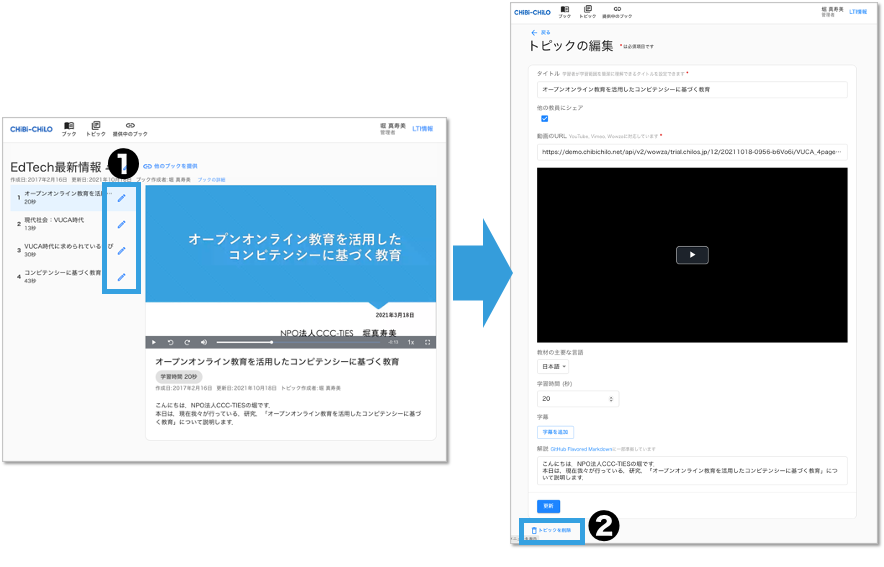 CHiBi-CHiLO
ブック
トピック
提供中のブック
堀 真寿美
管理者
LTI情報
1
EdTech最新情報
他のブックを提供
作成日:2017年2月16日 更新日:2021年10月18日 ブック作成者:堀 真寿美 ブックの詳細
1 オープンオンライン教育を活用…
20秒
2 現代社会：VUCA時代
13秒
3 VUCA時代に求められている
30秒
4 コンピテンシーに基づく教育
43秒
オープンオンライン教育を活用した
コンピテンシーに基づく教育
2021年3月18日
NPO法人CCC-TIES 堀真寿美
-0:15
1x
オープンオンライン教育を活用したコンピテンシーに基づく教育
学習時間 20秒
作成日:2017年2月16日 更新日:2021年10月18日 トピック作成者:堀 真寿美
こんにちは、NPO法人CCC-TIESの堀です。
本日は、現在我々が行っている、研究、「オープンオンライン教育を活用したコンピテンシーに基づ
く教育」について説明します。
CHiBi-CHiLO
ブック
トピック
提供中のブック
堀 真寿美
管理者
LTI情報
戻る
トピックの編集 *は必須項目です
タイトル 学習者が学習範囲を簡潔に理解できるタイトルを設定できます *
オープンオンライン教育を活用したコンピテンシーに基づく教育
他の教員にシェア
動画のURL YouTube, Vimeo, Wowzaに対応しています *
https://demo.chibichilo.net/api/v2/wowza/trial.chilos.jp/12/20211018-0956-b6Vo6i/VUCA_4page…
教材の主要な言語
日本語
学習時間 (秒)
20
字幕
字幕を追加
解説 GitHub Flavored Markdownに一部準拠しています
こんにちは、NPO法人CCC-TIESの堀です。
本日は、現在我々が行っている、研究、「オープンオンライン教育を活用したコンピテンシーに基づく教育」につ
いて説明します。
更新
トピックを削除
2